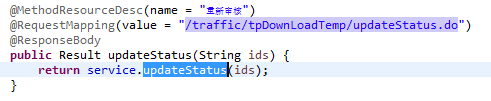 @MethodResourceDesc(name = "重新审核")
@RequestMapping(value = "/traffic/tpDownLoadTemp/updateStatus.do")
@ResponseBody
public Result updateStatus(String ids) {
return service.updateStatus(ids);
}